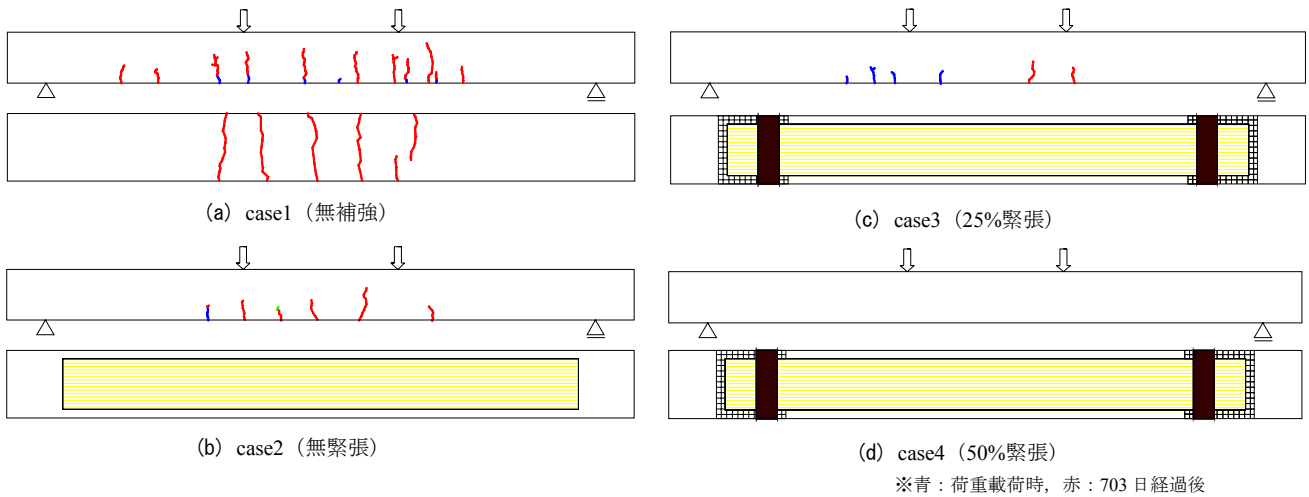 (a) case1（無補強）
(b) case2（無緊張）
(c) case3（25%緊張）
(d) case4（50%緊張）
※青：荷重載荷時，赤：703 日経過後